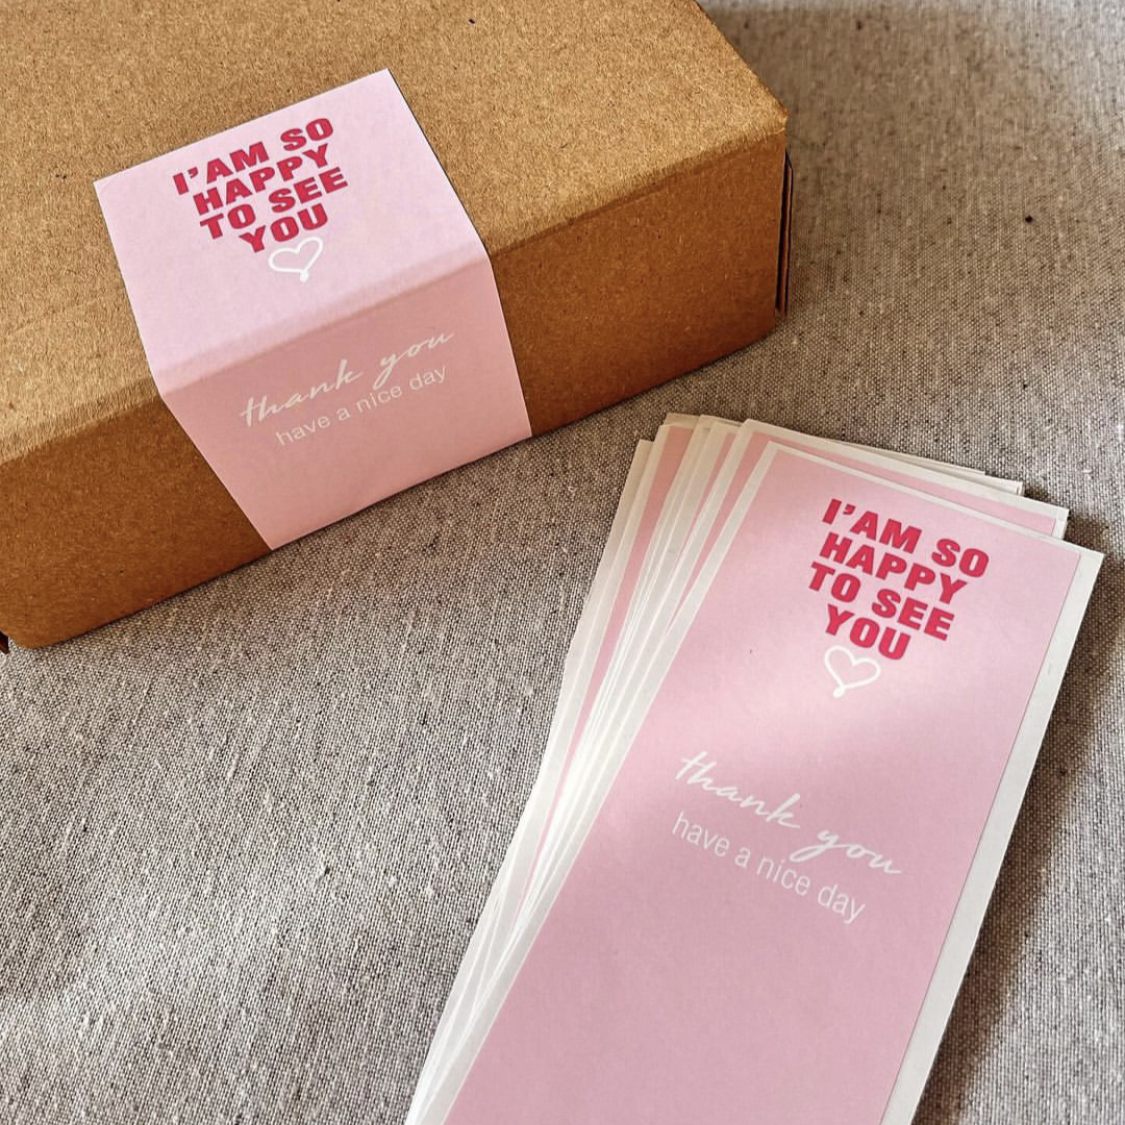 I'AM SO
HAPPY
TO SEE
YOU
thank you
have a nice day
I'AM SO
HAPPY
TO SEE
YOU
thank you
have a nice day